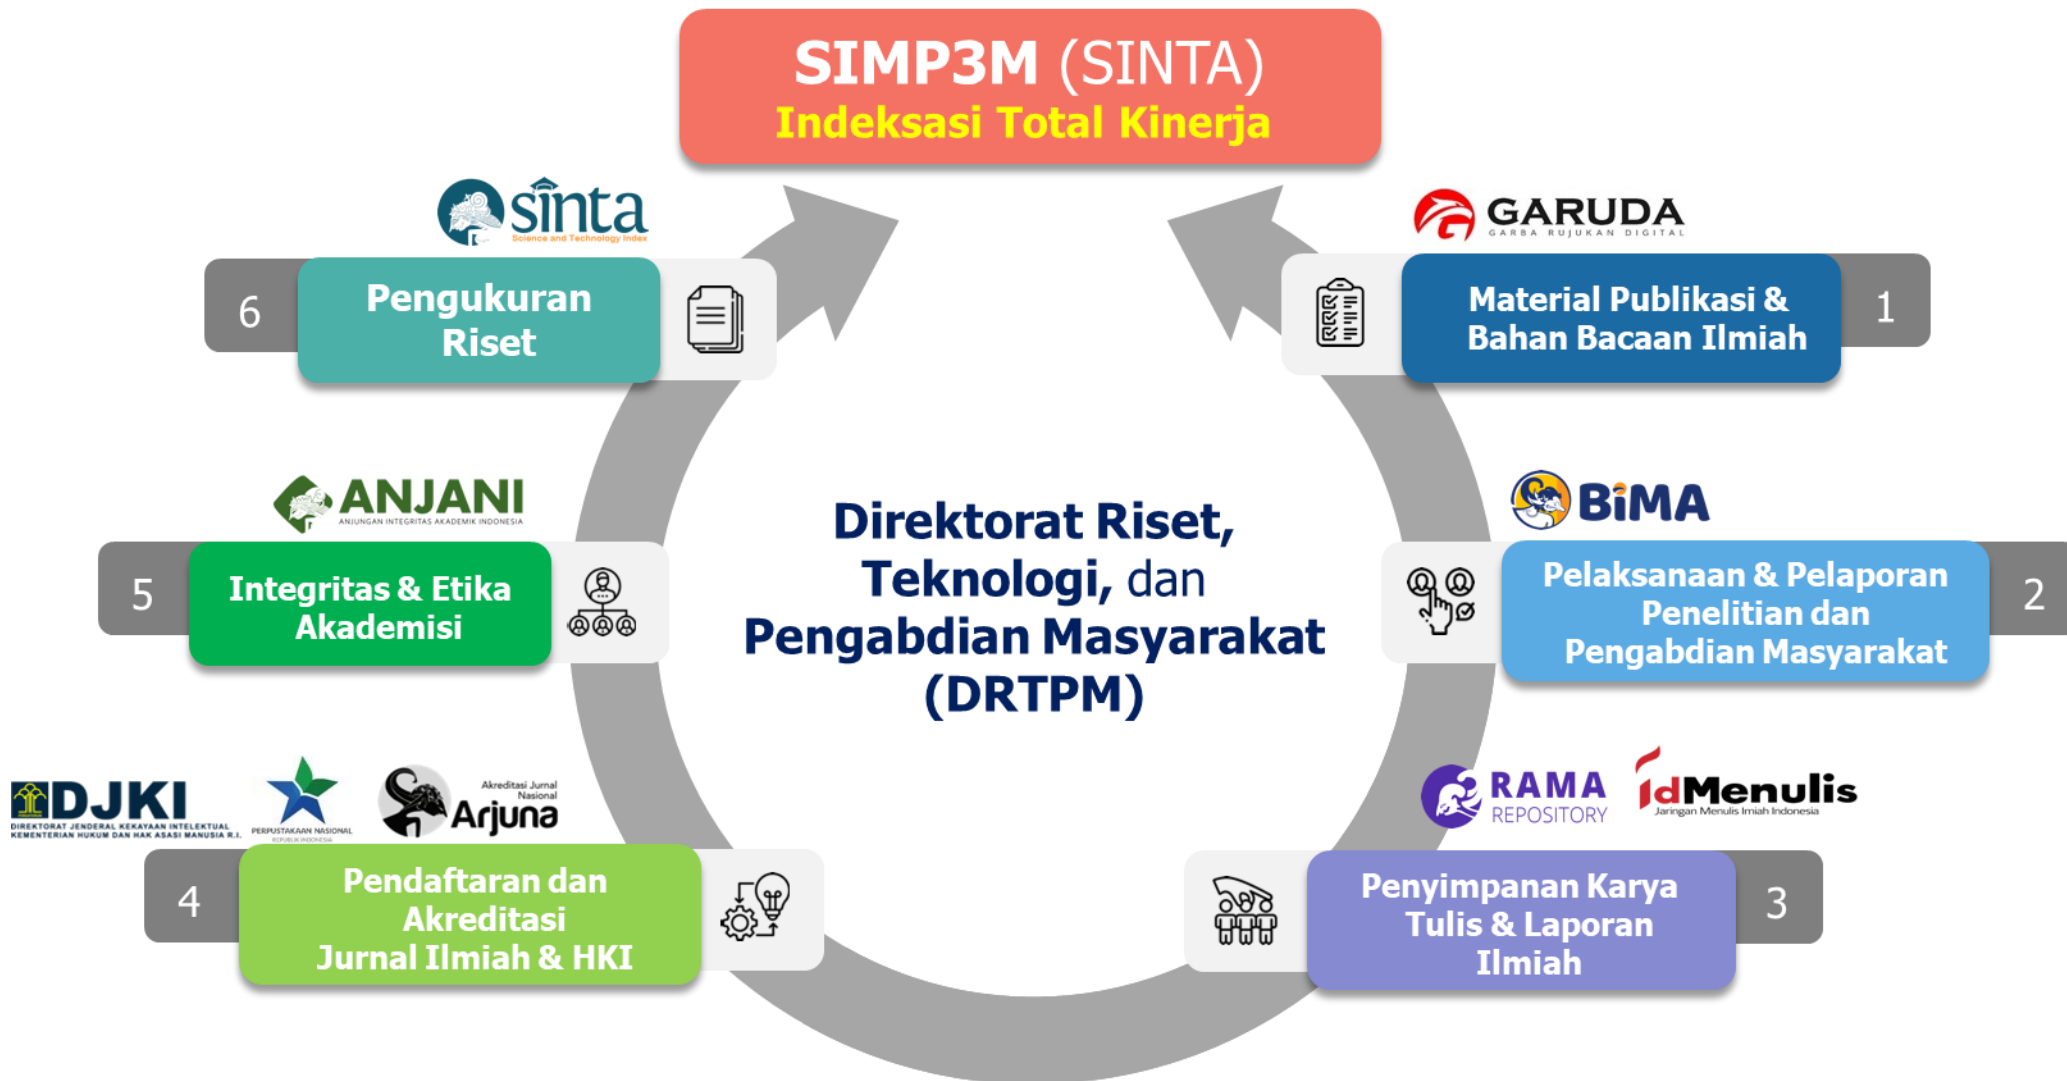 SIMP3M (SINTA)
Indeksasi Total Kinerja
GARUDA
GARBA RUJUKAN DIGITAL
Material Publikasi &
Bahan Bacaan Ilmiah
1
BiMA
Pelaksanaan & Pelaporan
Penelitian dan
Pengabdian Masyarakat
2
RAMA
REPOSITORY
idMenulis
Jaringan Menulis Imiah Indonesia
Penyimpanan Karya
Tulis & Laporan
Ilmiah
3
DJKI
DIREKTORAT JENDERAL KEKAYAAN INTELEKTUAL
KEMENTERIAN HUKUM DAN HAK ASASI MANUSIA R.I.
PERPUSTAKAAN NASIONAL
REPUBLIK INDONESIA
Akreditasi Jurnal
Nasional
Arjuna
4
Pendaftaran dan
Akreditasi
Jurnal Ilmiah & HKI
ANJANI
ANJUNGAN INTEGRITAS AKADEMIK INDONESIA
5
Integritas & Etika
Akademisi
sinta
Science and Technology Index
6
Pengukuran
Riset
Direktorat Riset,
Teknologi, dan
Pengabdian Masyarakat
(DRTPM)